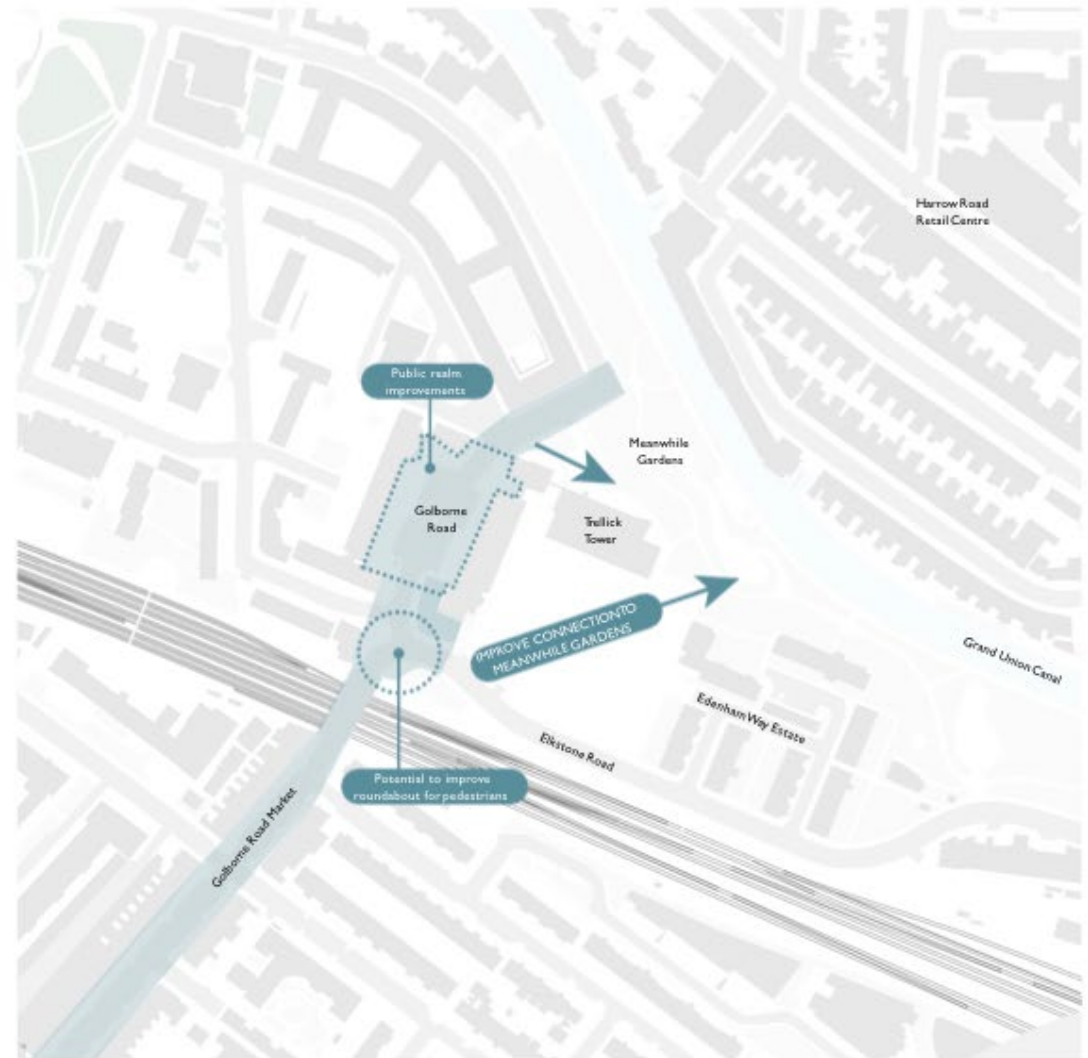 Harrow Road
Retail Centre
Public realm
improvements
Meanwhile
Gardens
Golborne
Road
Trellick
Tower
IMPROVE CONNECTIONTO
MEANWHILE GARDENS
Grand Union Canal
Edenham Way Estate
Elkstone Road
Potential to improve
roundabout for pedestrians
Golborne Road Market